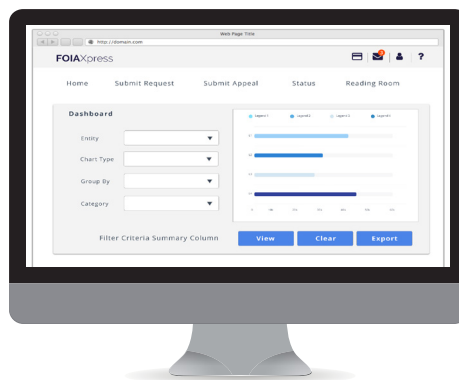 Web Page Title
http://domain.com
FOIAXpress
?
Home Submit Request Submit Appeal Status Reading Room
Dashboard
Entity
Chart Type
Group By
Category
Filter Criteria Summary Column View Clear Export